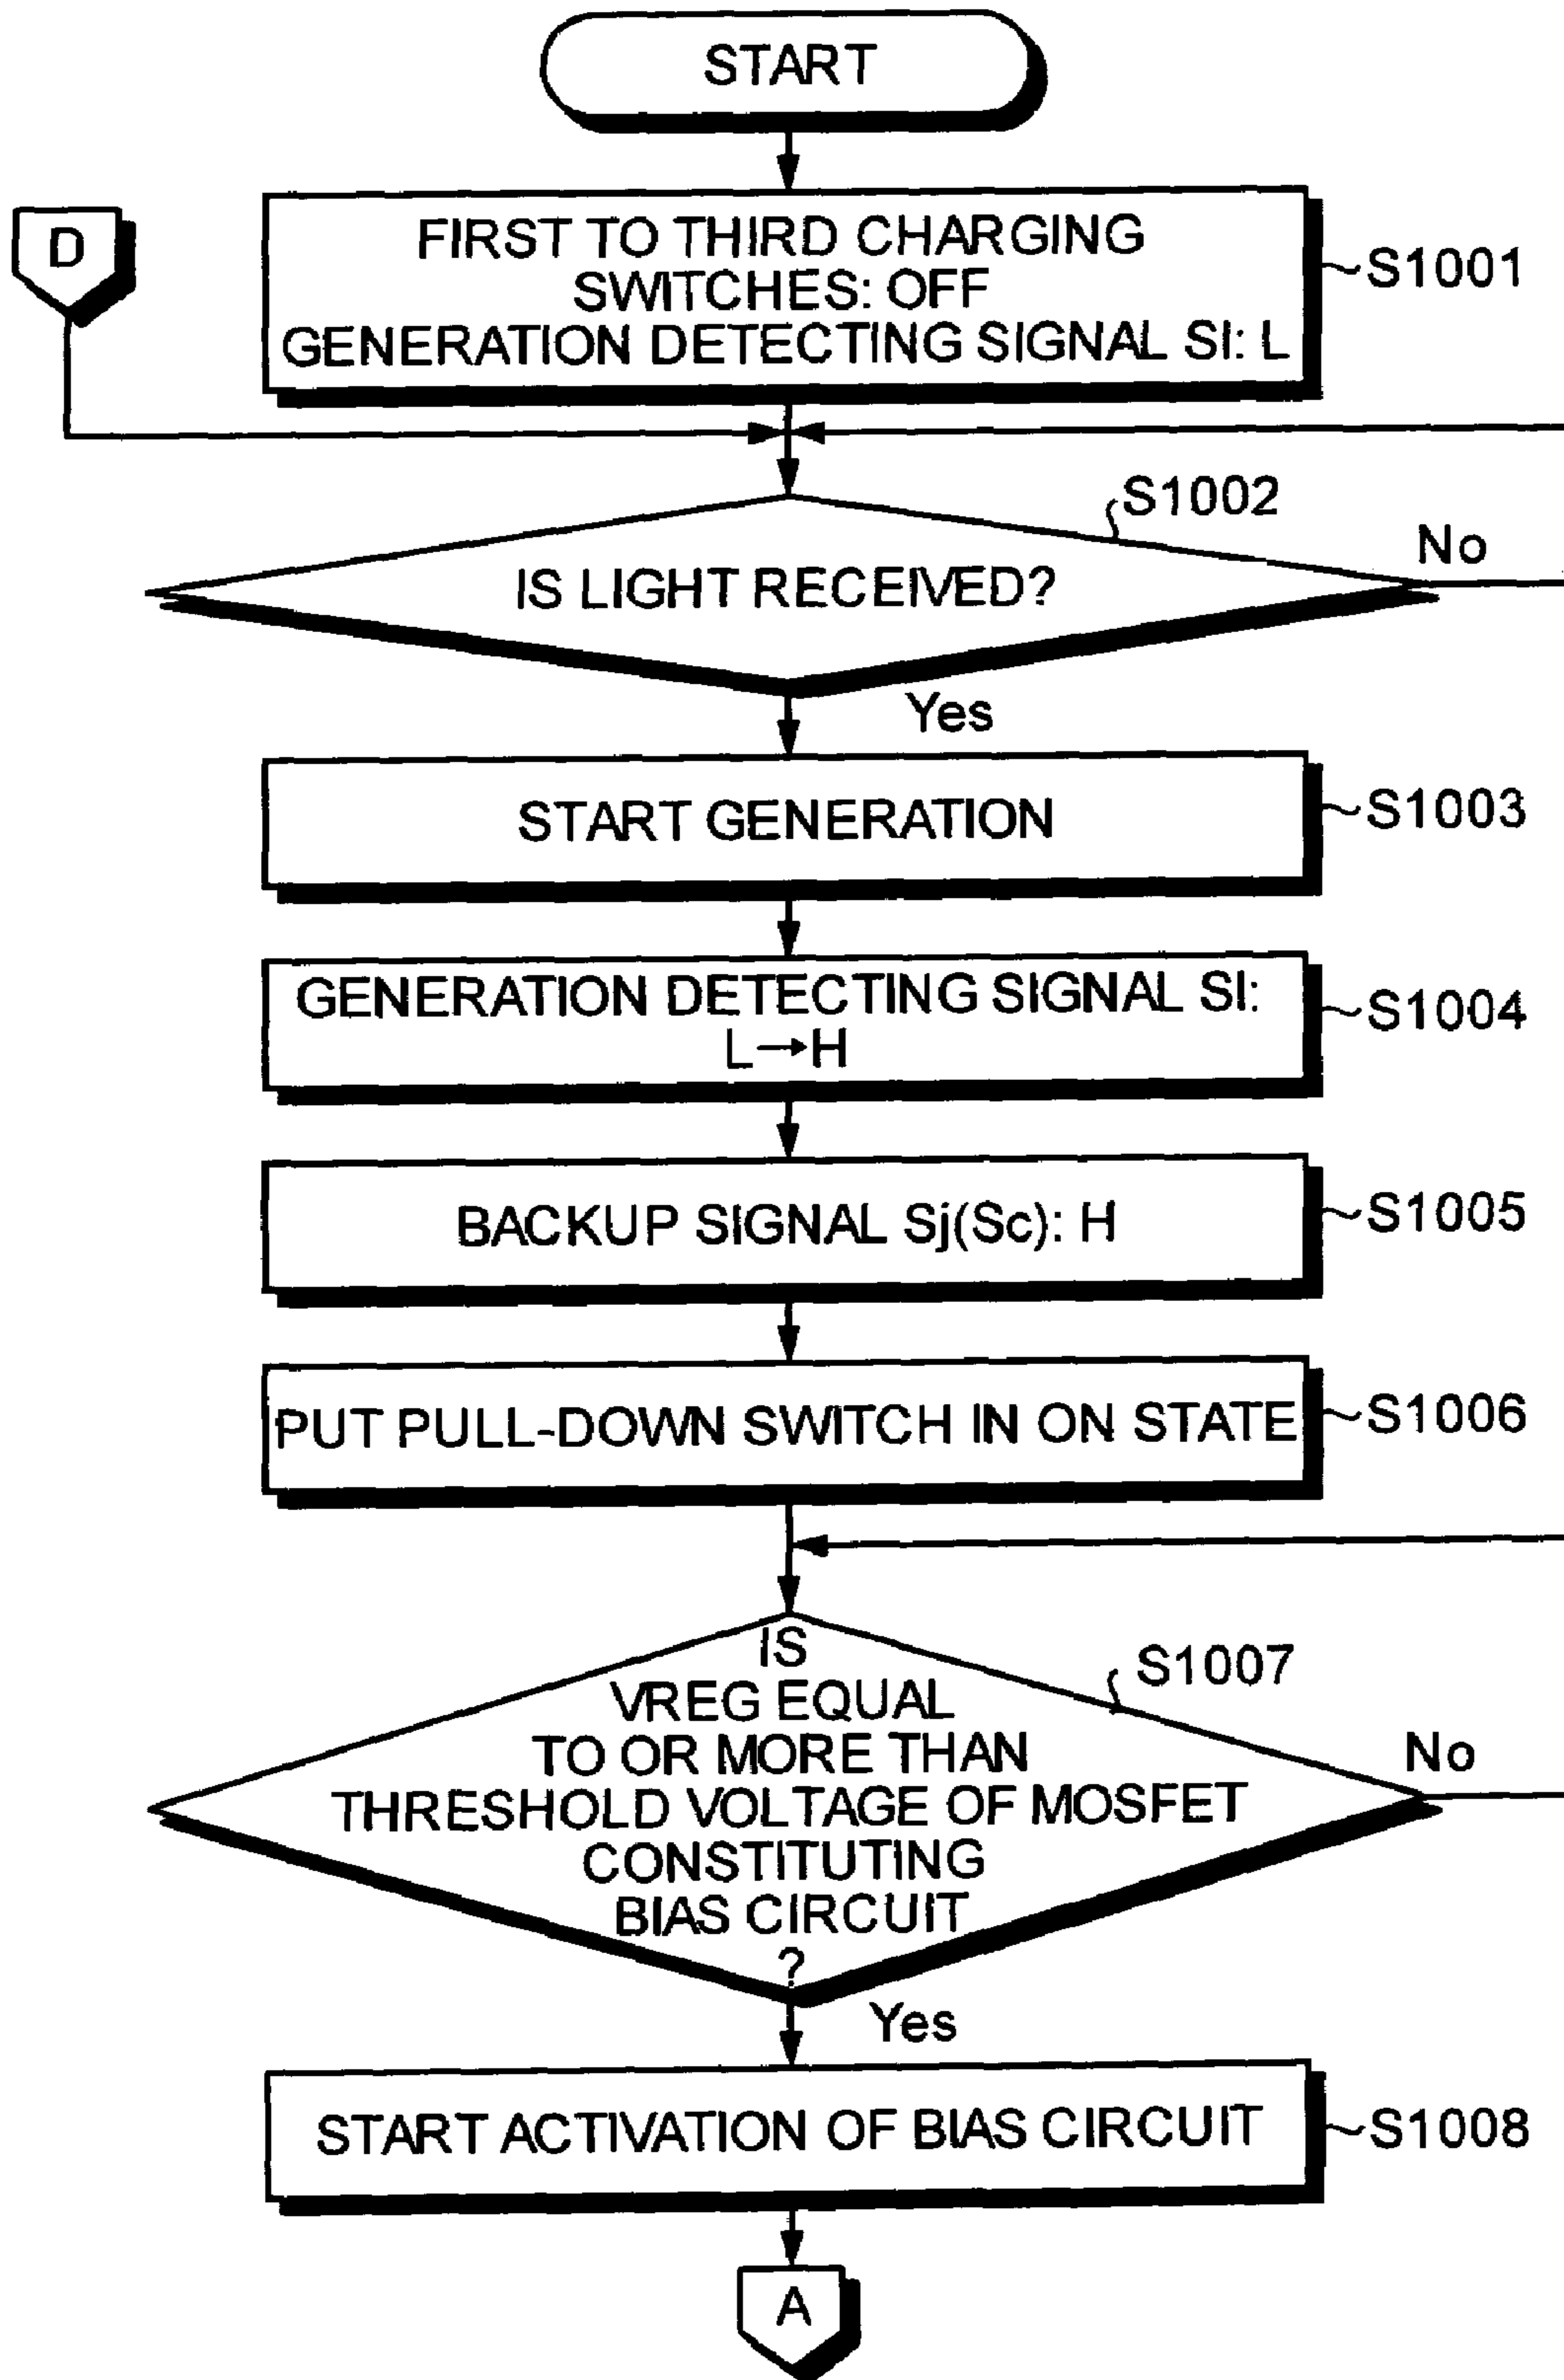 START
D
FIRST TO THIRD CHARGING
SWITCHES: OFF
GENERATION DETECTING SIGNAL SI: L
S1001
S1002
IS LIGHT RECEIVED?
No
Yes
START GENERATION
S1003
GENERATION DETECTING SIGNAL SI:
L→H
S1004
BACKUP SIGNAL Sj(Sc): H
S1005
PUT PULL-DOWN SWITCH IN ON STATE
S1006
IS
VREG EQUAL
TO OR MORE THAN
THRESHOLD VOLTAGE OF MOSFET
CONSTITUTING
BIAS CIRCUIT
?
S1007
No
Yes
START ACTIVATION OF BIAS CIRCUIT
S1008
A